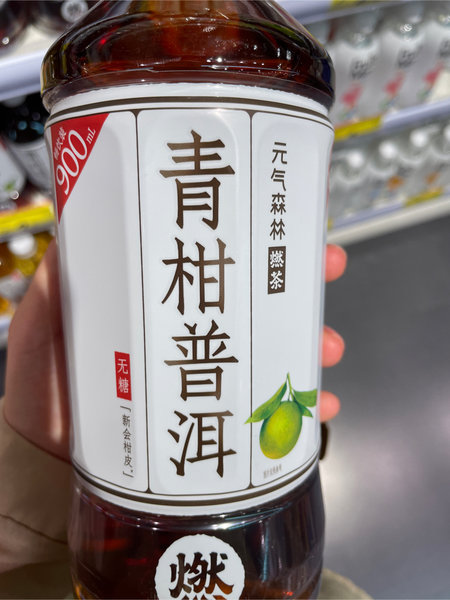 900mL
青柑普洱
元气森林
燃茶
无糖
「新会柑皮」
燃